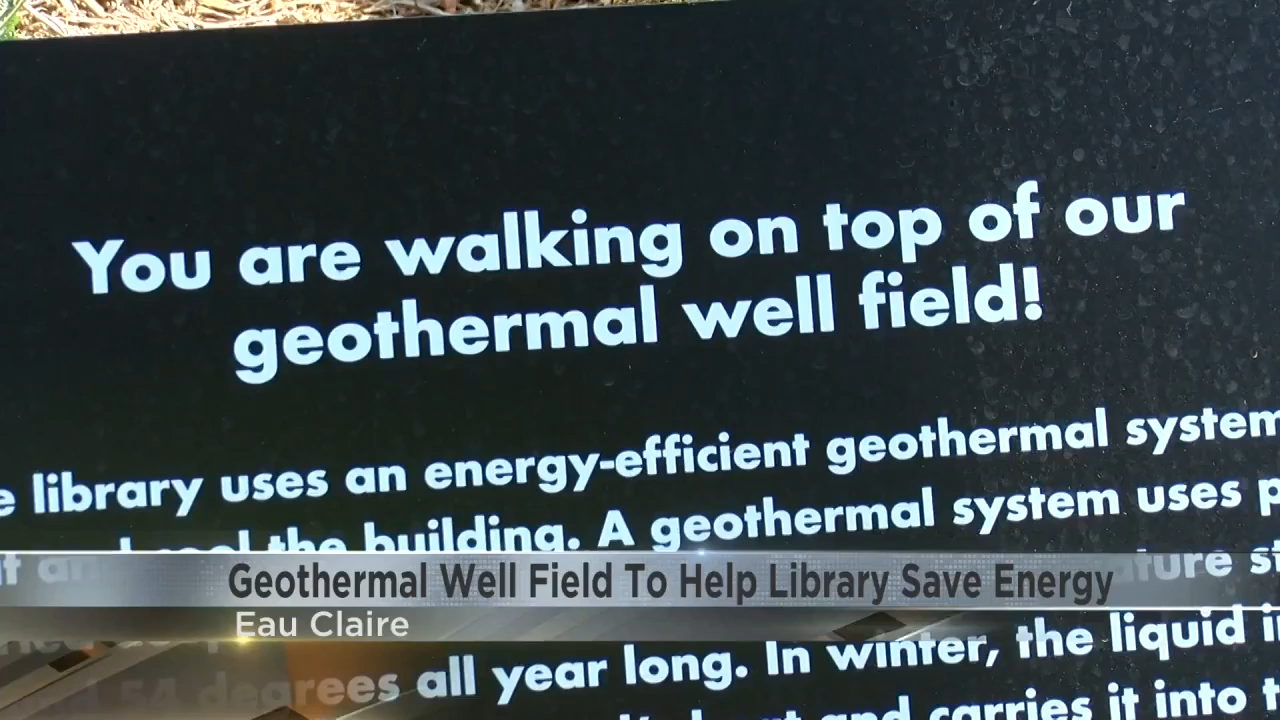 You are walking on top of our
geothermal well field!
library uses an energy-efficient geothermal system
the building. A geothermal system uses
Geothermal Well Field To Help Library Save Energy
Eau Claire
54 degrees all year long. In winter, the liquid
and carries it into